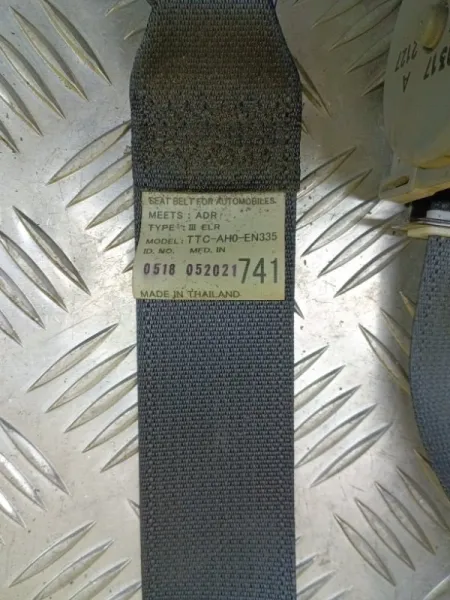 SEAT BELT FOR AUTOMOBILES
MEETS : ADR
TYPE : III ELR
MODEL : TTC-AH0-EN335
ID. NO. MFD. IN
0518 052021 741
MADE IN THAILAND
A
2127